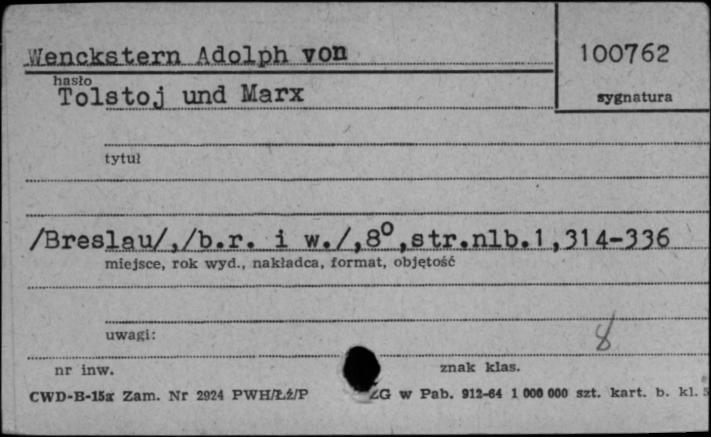 Wenckstern Adolph von
100762
hasło
Tolstoj und Marx
sygnatura
tytuł
/Breslau/,/b.r. i w./,8⁰,str.nlb.1,314-336
miejsce, rok wyd., nakładca, format, objętość
uwagi:
8
nr inw.
znak klas.
CWD-B-15a Zam. Nr 2924 PWH/Łż/P
ZG w Pab. 912-64 1 000 000 szt. kart. b. kl. 5